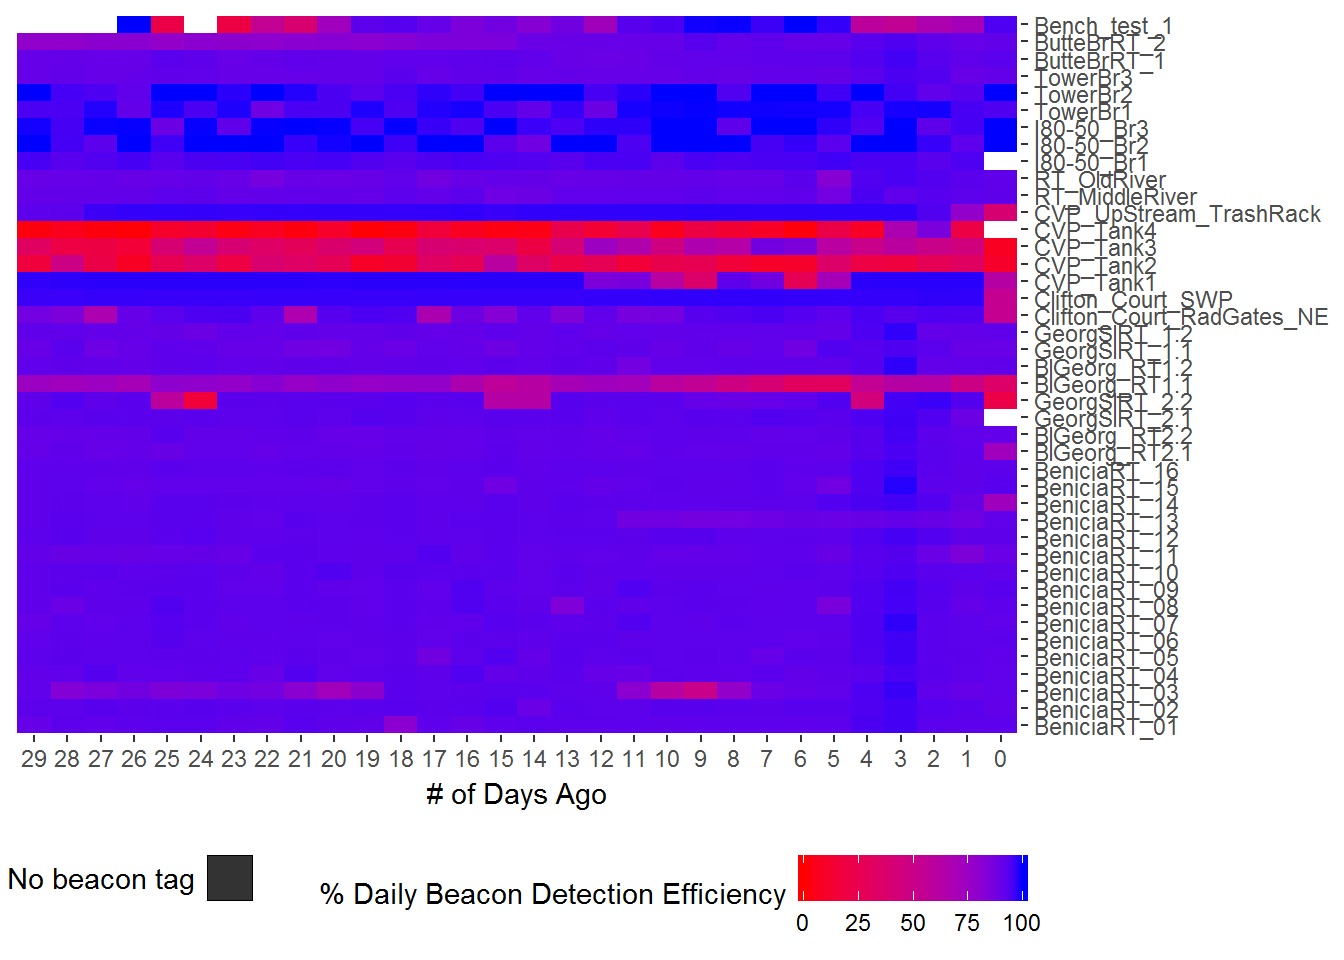 Bench_test_1
ButteBrRT_2
ButteBrRT_1
TowerBr3
TowerBr2
TowerBr1
I80-50_Br3
I80-50_Br2
I80-50_Br1
RT_OldRiver
RT_MiddleRiver
CVP_UpStream_TrashRack
CVP_Tank4
CVP_Tank3
CVP_Tank2
CVP_Tank1
Clifton_Court_SWP
Clifton_Court_RadGates_NE
GeorgSlRT_1.2
GeorgSlRT_1.1
BlGeorg_RT1.2
BlGeorg_RT1.1
GeorgSlRT_2.2
GeorgSlRT_2.1
BlGeorg_RT2.2
BlGeorg_RT2.1
BeniciaRT_16
BeniciaRT_15
BeniciaRT_14
BeniciaRT_13
BeniciaRT_12
BeniciaRT_11
BeniciaRT_10
BeniciaRT_09
BeniciaRT_08
BeniciaRT_07
BeniciaRT_06
BeniciaRT_05
BeniciaRT_04
BeniciaRT_03
BeniciaRT_02
BeniciaRT_01
29 28 27 26 25 24 23 22 21 20 19 18 17 16 15 14 13 12 11 10 9 8 7 6 5 4 3 2 1 0
# of Days Ago
No beacon tag
% Daily Beacon Detection Efficiency
0 25 50 75 100